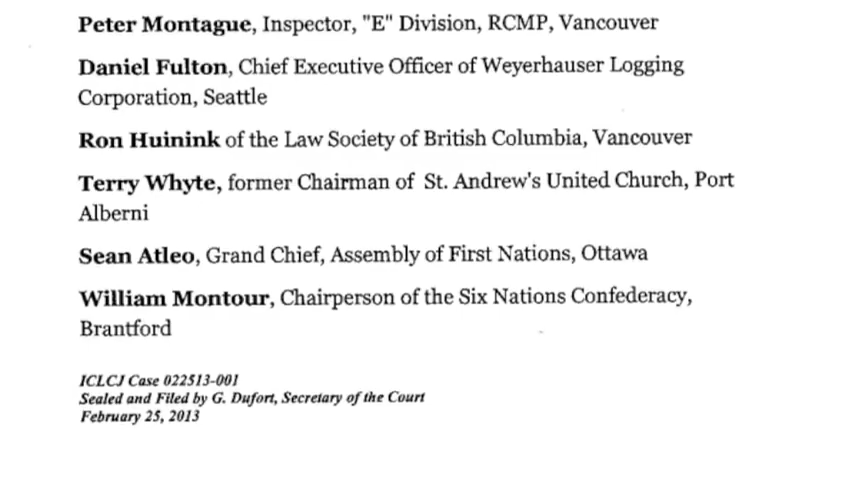 Peter Montague, Inspector, "E" Division, RCMP, Vancouver
Daniel Fulton, Chief Executive Officer of Weyerhauser Logging
Corporation, Seattle
Ron Huinink of the Law Society of British Columbia, Vancouver
Terry Whyte, former Chairman of St. Andrew's United Church, Port
Alberni
Sean Atleo, Grand Chief, Assembly of First Nations, Ottawa
William Montour, Chairperson of the Six Nations Confederacy,
Brantford
ICLCJ Case 022513-001
Sealed and Filed by G. Dufort, Secretary of the Court
February 25, 2013